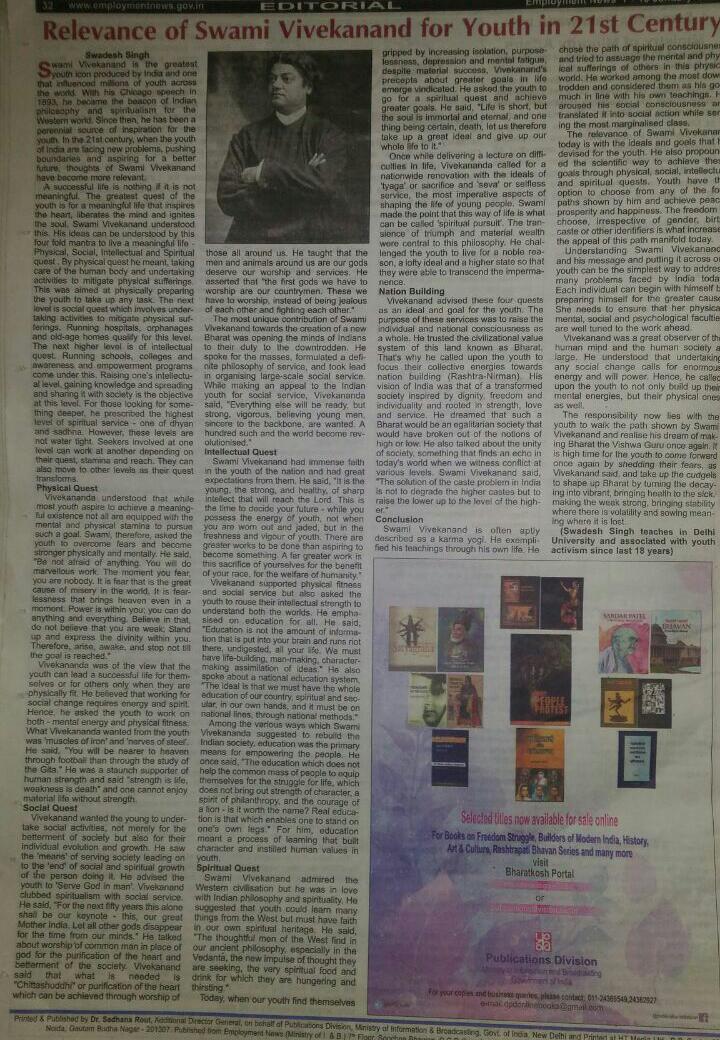 32 www.employmentnews.gov.in EDITORIAL Employment News
Relevance of Swami Vivekanand for Youth in 21st Century
Swadesh Singh
Swami Vivekanand is the greatest
youth icon produced by India and one
that influenced millions of youth across
the world. With his Chicago speech in
1893, he became the beacon of Indian
philosophy and spiritualism for the
Western world. Since then, he has been a
perennial source of inspiration for the
youth. In the 21st century, when the youth
of India are facing new problems, pushing
boundaries and aspiring for a better
future, thoughts of Swami Vivekanand
have become more relevant.
A successful life is nothing if it is not
meaningful. The greatest quest of the
youth is for a meaningful life that inspires
the heart, liberates the mind and ignites
the soul. Swami Vivekanand understood
this. His ideas can be understood by this
four fold mantra to live a meaningful life -
Physical, Social, Intellectual and Spiritual
quest. By physical quest he meant, taking
care of the human body and undertaking
activities to mitigate physical sufferings.
This was aimed at physically preparing
the youth to take up any task. The next
level is social quest which involves under-
taking activities to mitigate physical suf-
ferings. Running hospitals, orphanages
and old-age homes qualify for this level.
The next higher level is of intellectual
quest. Running schools, colleges and
awareness and empowerment programs
come under this. Raising one's intellectu-
al level, gaining knowledge and spreading
and sharing it with society is the objective
at this level. For those looking for some-
thing deeper, he prescribed the highest
level of spiritual service - one of dhyan
and sadhna. However, these levels are
not water tight. Seekers involved at one
level can work at another depending on
their quest, stamina and reach. They can
also move to other levels as their quest
transforms.
Physical Quest
Vivekananda understood that while
most youth aspire to achieve a meaning-
ful existence not all are equipped with the
mental and physical stamina to pursue
such a goal. Swami, therefore, asked the
youth to overcome fears and become
stronger physically and mentally. He said,
"Be not afraid of anything. You will do
marvellous work. The moment you fear,
you are nobody. It is fear that is the great
cause of misery in the world. It is fear-
lessness that brings heaven even in a
moment. Power is within you; you can do
anything and everything. Believe in that,
do not believe that you are weak; Stand
up and express the divinity within you.
Therefore, arise, awake, and stop not till
the goal is reached."
Vivekananda was of the view that the
youth can lead a successful life for them-
selves or for others only when they are
physically fit. He believed that working for
social change requires energy and spirit.
Hence, he asked the youth to work on
both - mental energy and physical fitness.
What Vivekananda wanted from the youth
was 'muscles of iron' and 'nerves of steel'.
He said, "You will be nearer to heaven
through football than through the study of
the Gita." He was a staunch supporter of
human strength and said "strength is life,
weakness is death" and one cannot enjoy
material life without strength.
Social Quest
Vivekanand wanted the young to under-
take social activities, not merely for the
betterment of society but also for their
individual evolution and growth. He saw
the 'means' of serving society leading on
to the 'end' of social and spiritual growth
of the person doing it. He advised the
youth to 'Serve God in man'. Vivekanand
clubbed spiritualism with social service.
He said, "For the next fifty years this alone
shall be our keynote - this, our great
Mother India. Let all other gods disappear
for the time from our minds." He talked
about worship of common man in place of
god for the purification of the heart and
betterment of the society. Vivekanand
said that what is needed is
"Chittashuddhi" or purification of the heart
which can be achieved through worship of
those all around us. He taught that the
men and animals around us are our gods
deserve our worship and services. He
asserted that "the first gods we have to
worship are our countrymen. These we
have to worship, instead of being jealous
of each other and fighting each other."
The most unique contribution of Swami
Vivekanand towards the creation of a new
Bharat was opening the minds of Indians
to their duty to the downtrodden. He
spoke for the masses, formulated a defi-
nite philosophy of service, and took lead
in organising large-scale social service.
While making an appeal to the Indian
youth for social service, Vivekananda
said, "Everything else will be ready, but
strong, vigorous, believing young men,
sincere to the backbone, are wanted. A
hundred such and the world become rev-
olutionised."
Intellectual Quest
Swami Vivekanand had immense faith
in the youth of the nation and had great
expectations from them. He said, "It is the
young, the strong, and healthy, of sharp
intellect that will reach the Lord. This is
the time to decide your future - while you
possess the energy of youth, not when
you are worn out and jaded, but in the
freshness and vigour of youth. There are
greater works to be done than aspiring to
become something. A far greater work is
this sacrifice of yourselves for the benefit
of your race, for the welfare of humanity."
Vivekanand supported physical fitness
and social service but also asked the
youth to rouse their intellectual strength to
understand both the worlds. He empha-
sised on education for all. He said,
"Education is not the amount of informa-
tion that is put into your brain and runs riot
there, undigested, all your life. We must
have life-building, man-making, character-
making assimilation of ideas." He also
spoke about a national education system,
"The ideal is that we must have the whole
education of our country, spiritual and sec-
ular, in our own hands, and it must be on
national lines, through national methods."
Among the various ways which Swami
Vivekananda suggested to rebuild the
Indian society, education was the primary
means for empowering the people. He
once said, "The education which does not
help the common mass of people to equip
themselves for the struggle for life, which
does not bring out strength of character, a
spirit of philanthropy, and the courage of
a lion - is it worth the name? Real educa-
tion is that which enables one to stand on
one's own legs." For him, education
meant a process of learning that built
character and instilled human values in
youth.
Spiritual Quest
Swami Vivekanand admired the
Western civilisation but he was in love
with Indian philosophy and spirituality. He
suggested that youth could learn many
things from the West but must have faith
in our own spiritual heritage. He said,
"The thoughtful men of the West find in
our ancient philosophy, especially in the
Vedanta, the new impulse of thought they
are seeking, the very spiritual food and
drink for which they are hungering and
thirsting."
Today, when our youth find themselves
gripped by increasing isolation, purpose-
lessness, depression and mental fatigue,
despite material success, Vivekanand's
precepts about greater goals in life
emerge vindicated. He asked the youth to
go for a spiritual quest and achieve
greater goals. He said, "Life is short, but
the soul is immortal and eternal, and one
thing being certain, death, let us therefore
take up a great ideal and give up our
whole life to it."
Once while delivering a lecture on diffi-
culties in life, Vivekananda called for a
nationwide renovation with the ideals of
'tyaga' or sacrifice and 'seva' or selfless
service, the most imperative aspects of
shaping the life of young people. Swami
made the point that this way of life is what
can be called 'spiritual pursuit'. The tran-
sience of triumph and material wealth
were central to this philosophy. He chal-
lenged the youth to live for a noble rea-
son, a lofty ideal and a higher state so that
they were able to transcend the imperma-
nence.
Nation Building
Vivekanand advised these four quests
as an ideal and goal for the youth. The
purpose of these services was to raise the
individual and national consciousness as
a whole. He trusted the civilizational value
system of this land known as Bharat.
That's why he called upon the youth to
focus their collective energies towards
nation building (Rashtra-Nirman). His
vision of India was that of a transformed
society inspired by dignity, freedom and
individuality and rooted in strength, love
and service. He dreamed that such a
Bharat would be an egalitarian society that
would have broken out of the notions of
high or low. He also talked about the unity
of society, something that finds an echo in
today's world when we witness conflict at
various levels. Swami Vivekanand said,
"The solution of the caste problem in India
is not to degrade the higher castes but to
raise the lower up to the level of the high-
er."
Conclusion
Swami Vivekanand is often aptly
described as a karma yogi. He exempli-
fied his teachings through his own life. He
chose the path of spiritual consciousne
and tried to assuage the mental and phy
ical sufferings of others in this physic
world. He worked among the most dow
trodden and considered them as his go
much in line with his own teachings. H
aroused his social consciousness a
translated it into social action while ser
ing the most marginalised class.
The relevance of Swami Vivekanan
today is with the ideals and goals that h
devised for the youth. He also propoun
ed the scientific way to achieve thes
goals through physical, social, intellectu
and spiritual quests. Youth have th
option to choose from any of the fo
paths shown by him and achieve peac
prosperity and happiness. The freedom
choose, irrespective of gender, birt
caste or other identifiers is what increase
the appeal of this path manifold today.
Understanding Swami Vivekanand
and his message and putting it across o
youth can be the simplest way to addres
many problems faced by India toda
Each individual can begin with himself b
preparing himself for the greater caus
She needs to ensure that her physica
mental, social and psychological facultie
are well tuned to the work ahead.
Vivekanand was a great observer of th
human mind and the human society a
large. He understood that undertakin
any social change calls for enormou
energy and will power. Hence, he calle
upon the youth to not only build up thei
mental energies, but their physical ones
as well.
The responsibility now lies with the
youth to walk the path shown by Swami
Vivekanand and realise his dream of mak-
ing Bharat the Vishwa Guru once again. It
is high time for the youth to come forward
once again by shedding their fears, as
Vivekanand said, and take up the cudgels
to shape up Bharat by turning the decay-
ing into vibrant, bringing health to the sick,
making the weak strong, bringing stability
where there is volatility and sowing mean-
ing where it is lost.
(Swadesh Singh teaches in Delhi
University and associated with youth
activism since last 18 years)
SARDAR PATEL
BHAVAN
PEOPLE
PROTEST
Selected titles now available for sale online
For Books on Freedom Struggle, Builders of Modern India, History,
Art & Culture, Rashtrapati Bhavan Series and many more
visit
Bharatkosh Portal
or
Publications Division
Ministry of Information and Broadcasting
Government of India
For your copies and business queries, please contact: 011-24365549,24362927
e-mail dpdonlinebooks@gmail.com
Printed & Published by Dr. Sadhana Rout, Additional Director General, on behalf of Publications Division, Ministry of Information & Broadcasting, Govt. of India, New Delhi and Printed at HT Media
Noida, Gautam Budha Nagar - 201307. Published from Employment News (Ministry of I & B) 7th Floor, Soochna Bhawan